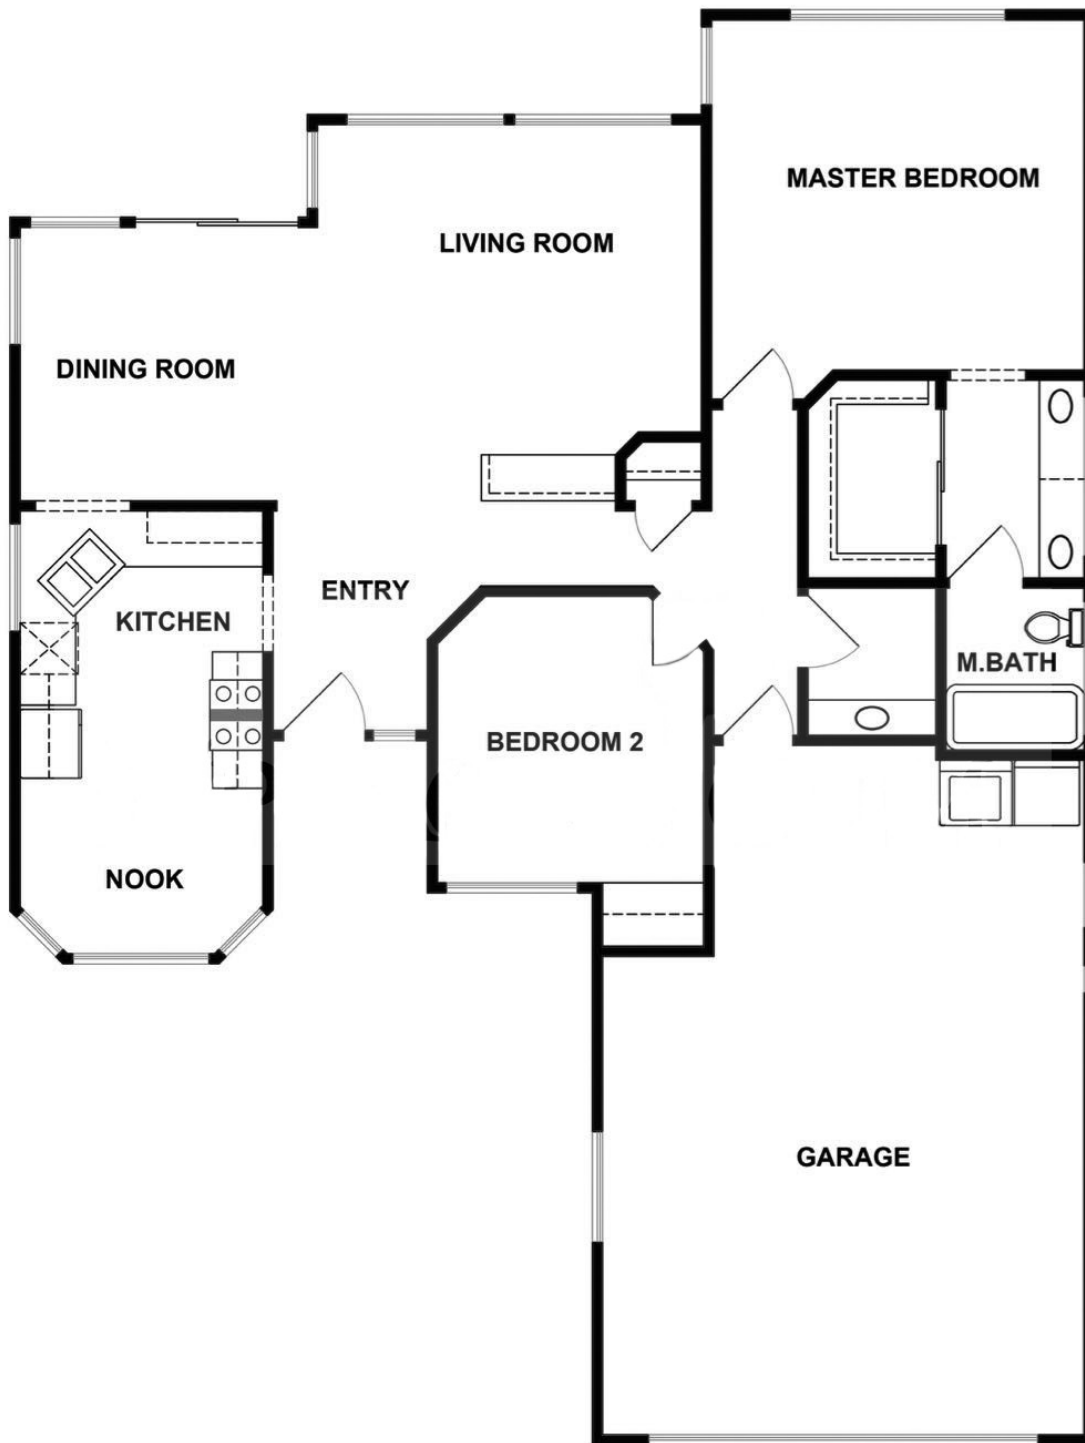 MASTER BEDROOM
LIVING ROOM
DINING ROOM
ENTRY
KITCHEN
M.BATH
BEDROOM 2
NOOK
GARAGE